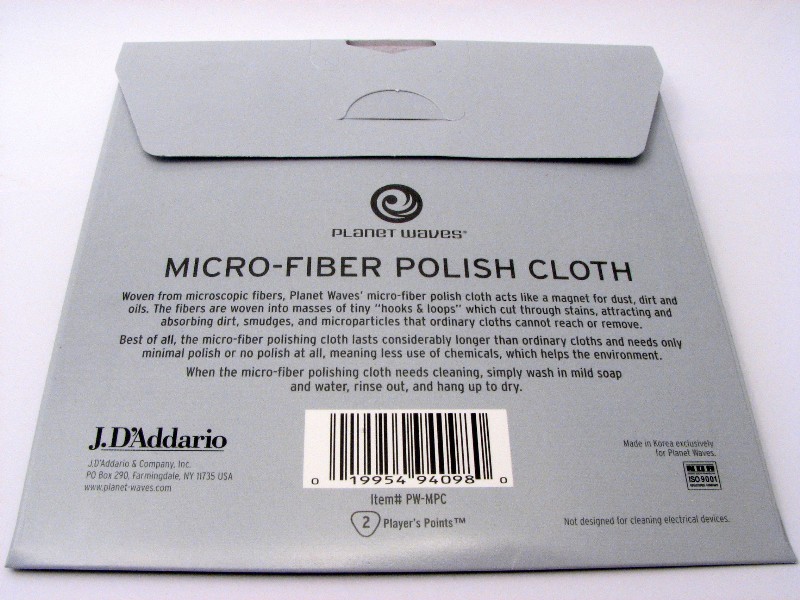 PLANET WAVES®
MICRO-FIBER POLISH CLOTH
Woven from microscopic fibers, Planet Waves' micro-fiber polish cloth acts like a magnet for dust, dirt and
oils. The fibers are woven into masses of tiny "hooks & loops" which cut through stains, attracting and
absorbing dirt, smudges, and microparticles that ordinary cloths cannot reach or remove.
Best of all, the micro-fiber polishing cloth lasts considerably longer than ordinary cloths and needs only
minimal polish or no polish at all, meaning less use of chemicals, which helps the environment.
When the micro-fiber polishing cloth needs cleaning, simply wash in mild soap
and water, rinse out, and hang up to dry.
J.D'Addario
J.D'Addario & Company, Inc.
PO Box 290, Farmingdale, NY 11735 USA
www.planet-waves.com
0 19954 94098 0
Item# PW-MPC
2 Player's Points™
Made in Korea exclusively
for Planet Waves.
ISO9001
Not designed for cleaning electrical devices.